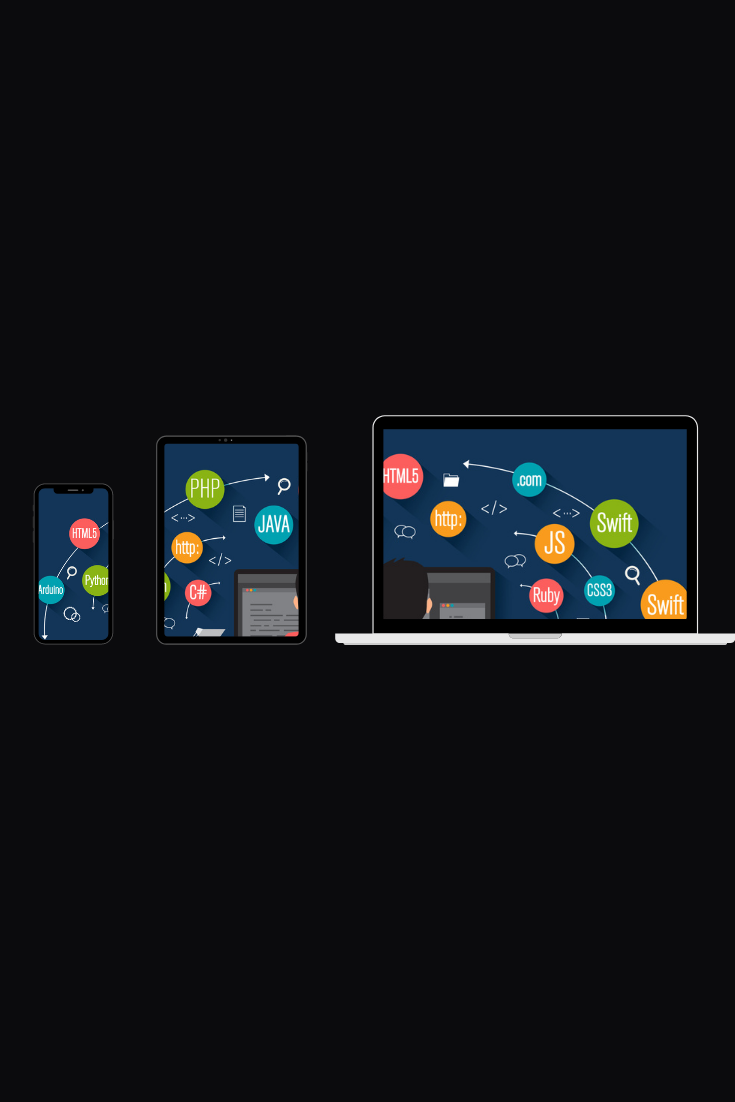 HTML5
Arduino
Python
PHP
JAVA
http:
C#
HTML5
.com
http:
Swift
JS
Ruby
CSS3
Swift